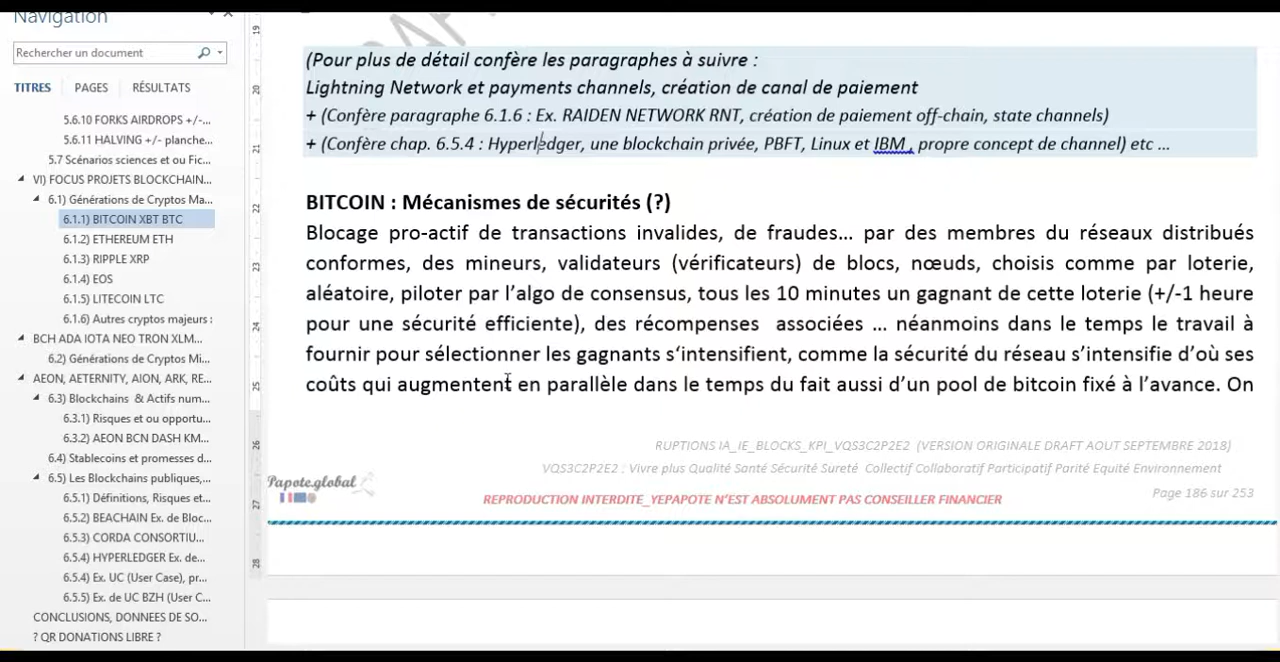 Navigation
Rechercher un document
TITRES PAGES RÉSULTATS
5.6.10 FORKS AIRDROPS +/-...
5.6.11 HALVING +/- planche...
5.7 Scénarios sciences et ou Fic...
VI) FOCUS PROJETS BLOCKCHAIN...
6.1) Générations de Cryptos Ma...
6.1.1) BITCOIN XBT BTC
6.1.2) ETHEREUM ETH
6.1.3) RIPPLE XRP
6.1.4) EOS
6.1.5) LITECOIN LTC
6.1.6) Autres cryptos majeurs :
BCH ADA IOTA NEO TRON XLM...
6.2) Générations de Cryptos Mi...
AEON, AETERNITY, AION, ARK, RE...
6.3) Blockchains & Actifs num...
6.3.1) Risques et ou opportu...
6.3.2) AEON BCN DASH KM...
6.4) Stablecoins et promesses d...
6.5) Les Blockchains publiques,...
6.5.1) Définitions, Risques et...
6.5.2) BEACHAIN Ex. de Bloc...
6.5.3) CORDA CONSORTIU...
6.5.4) HYPERLEDGER Ex. de...
6.5.4) Ex. UC (User Case), pr...
6.5.5) Ex. de UC BZH (User C...
CONCLUSIONS, DONNEES DE SO...
? QR DONATIONS LIBRE ?
19
20
21
22
23
24
25
26
27
28
(Pour plus de détail confère les paragraphes à suivre :
Lightning Network et payments channels, création de canal de paiement
+ (Confère paragraphe 6.1.6 : Ex. RAIDEN NETWORK RNT, création de paiement off-chain, state channels)
+ (Confère chap. 6.5.4 : Hyperledger, une blockchain privée, PBFT, Linux et IBM , propre concept de channel) etc ...
BITCOIN : Mécanismes de sécurités (?)
Blocage pro-actif de transactions invalides, de fraudes... par des membres du réseaux distribués
conformes, des mineurs, validateurs (vérificateurs) de blocs, nœuds, choisis comme par loterie,
aléatoire, piloter par l'algo de consensus, tous les 10 minutes un gagnant de cette loterie (+/-1 heure
pour une sécurité efficiente), des récompenses associées ... néanmoins dans le temps le travail à
fournir pour sélectionner les gagnants s'intensifient, comme la sécurité du réseau s'intensifie d'où ses
coûts qui augmentent en parallèle dans le temps du fait aussi d'un pool de bitcoin fixé à l'avance. On
RUPTIONS IA_IE_BLOCKS_KPI_VQS3C2P2E2 (VERSION ORIGINALE DRAFT AOUT SEPTEMBRE 2018)
VQS3C2P2E2 : Vivre plus Qualité Santé Sécurité Sureté Collectif Collaboratif Participatif Parité Equité Environnement
Papote.global
REPRODUCTION INTERDITE_YEPAPOTE N'EST ABSOLUMENT PAS CONSEILLER FINANCIER
Page 186 sur 253